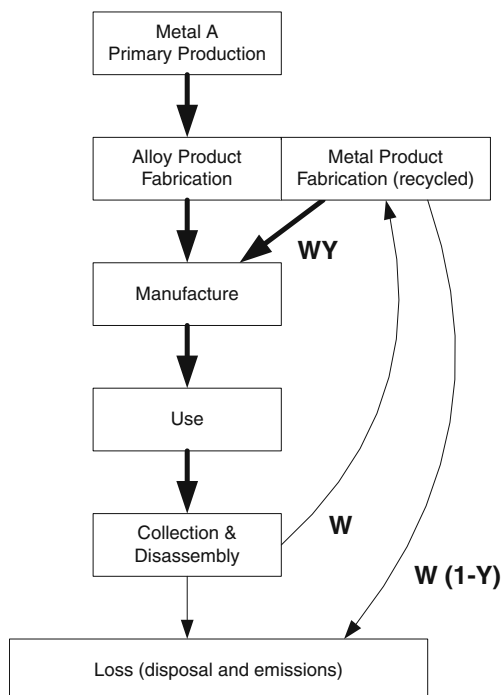 Metal A
Primary Production
Alloy Product
Fabrication
Metal Product
Fabrication (recycled)
WY
Manufacture
Use
Collection &
Disassembly
W
W (1-Y)
Loss (disposal and emissions)